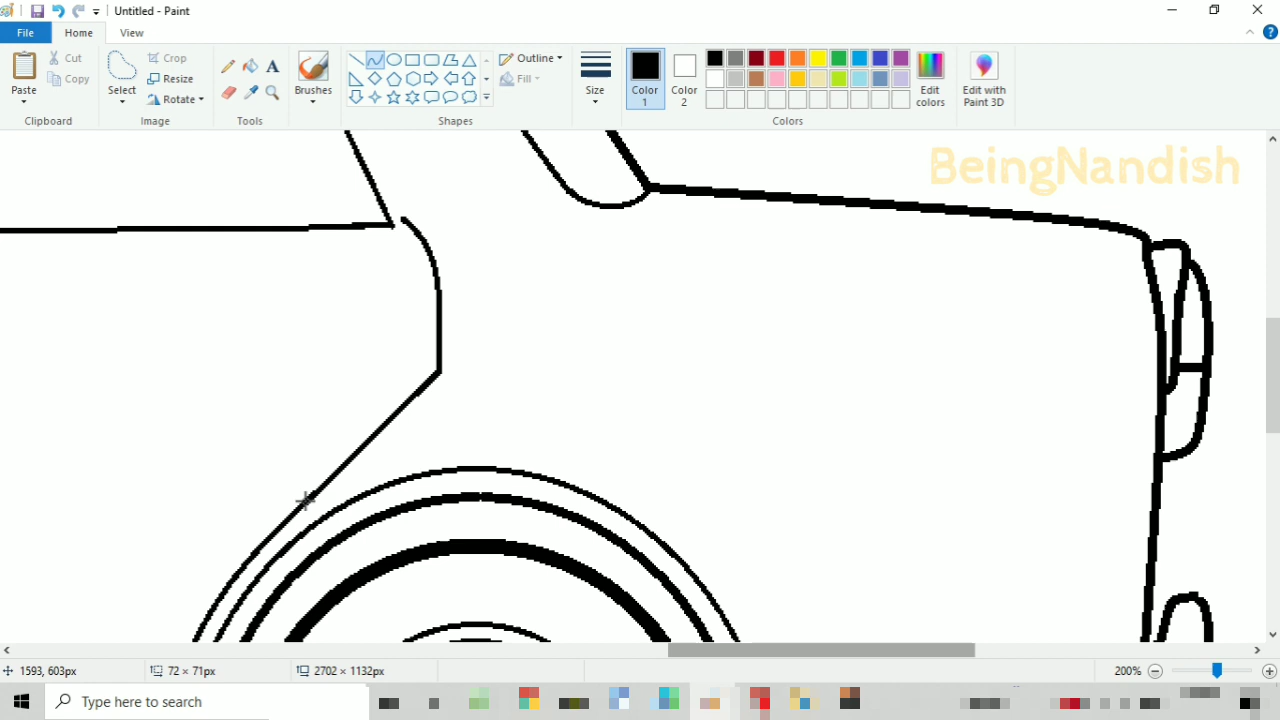 Untitled - Paint
File
Home
View
Paste
Cut
Copy
Clipboard
Select
Crop
Resize
Rotate
Image
Tools
Brushes
Shapes
Outline
Fill
Size
Color 1
Color 2
Colors
Edit colors
Edit with Paint 3D
BeingNandish
1593, 603px
72 × 71px
2702 × 1132px
200%
Type here to search